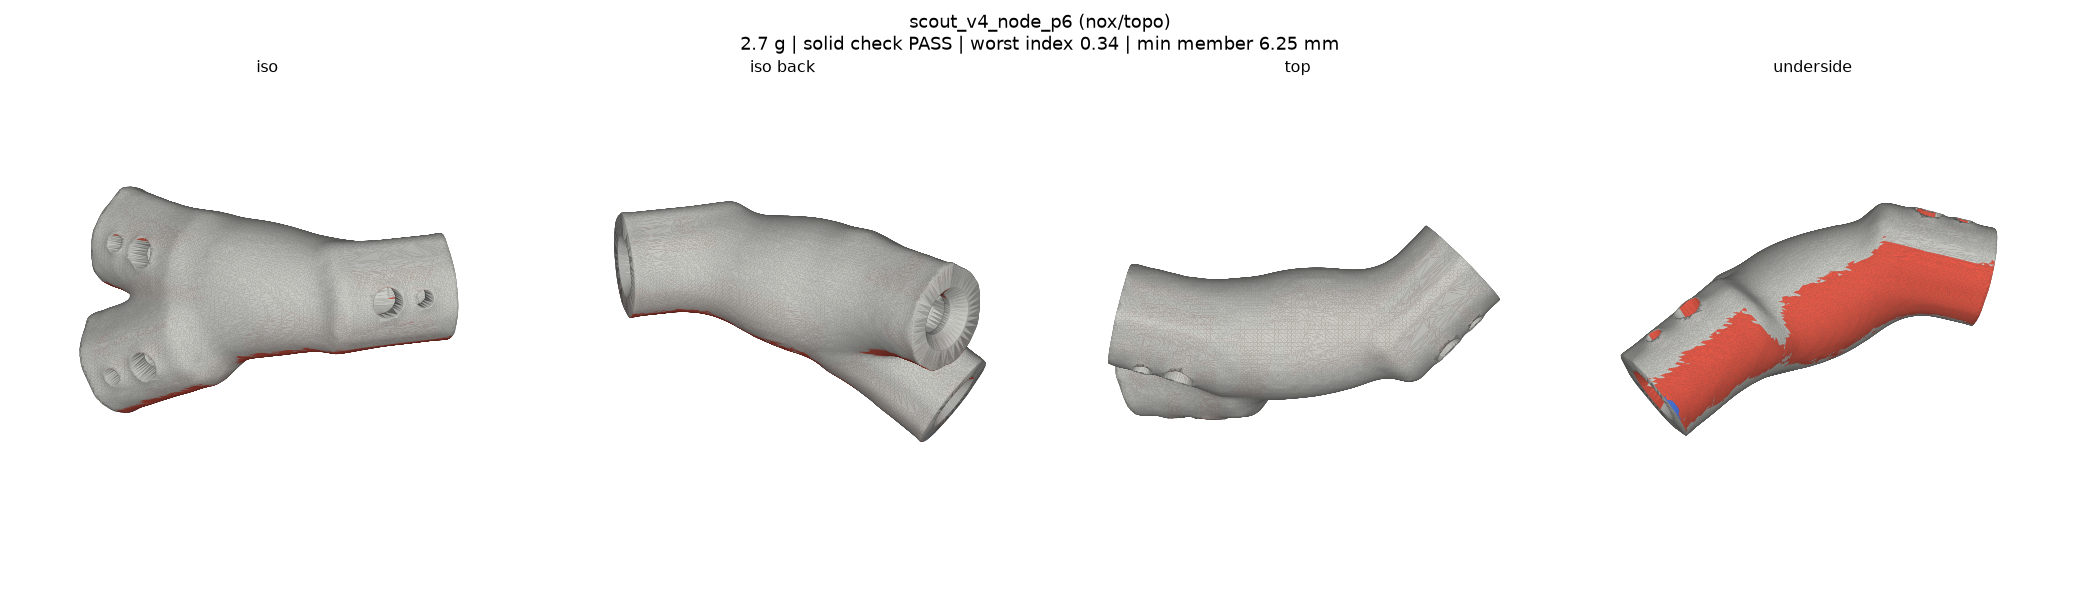 scout_v4_node_p6 (nox/topo)
2.7 g | solid check PASS | worst index 0.34 | min member 6.25 mm
iso
iso back
top
underside